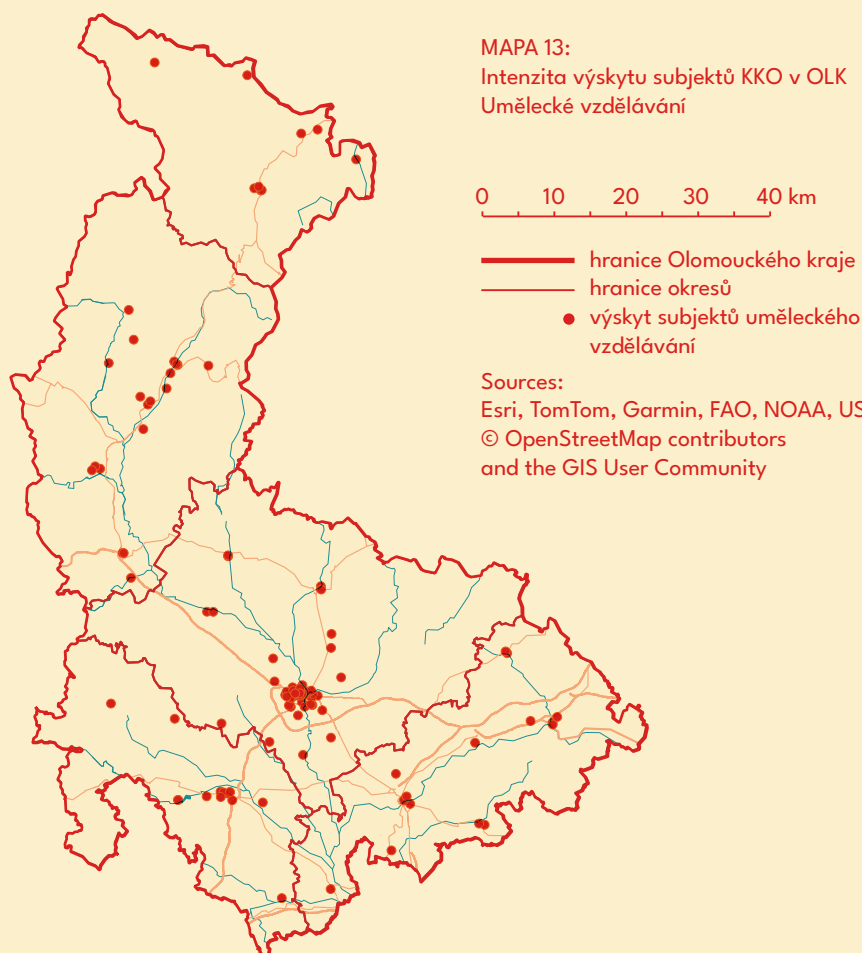 MAPA 13:
Intenzita výskytu subjektů KKO v OLK
Umělecké vzdělávání
0 10 20 30 40 km
hranice Olomouckého kraje
hranice okresů
výskyt subjektů uměleckého
vzdělávání
Sources:
Esri, TomTom, Garmin, FAO, NOAA, US
© OpenStreetMap contributors
and the GIS User Community